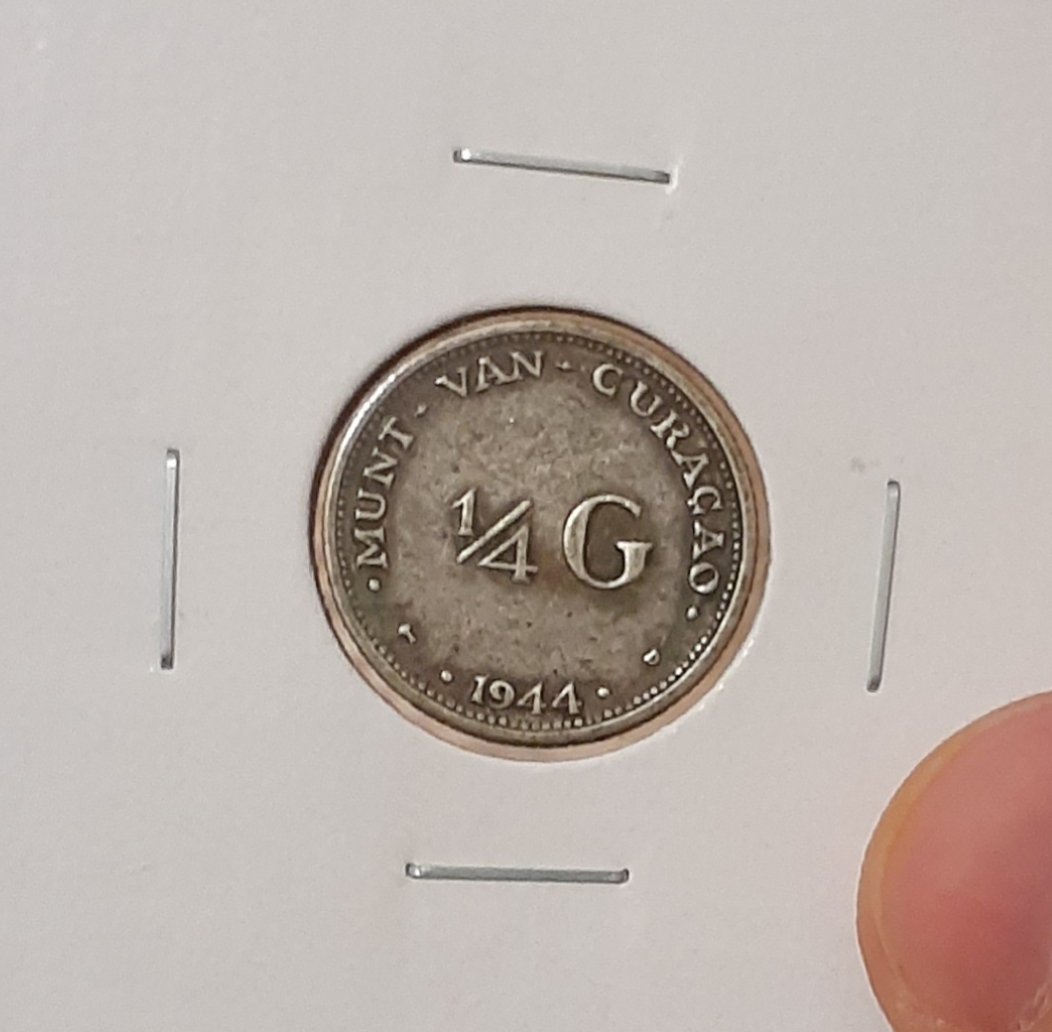 ·MUNT·VAN·CURAÇAO·
¼ G
D
·1944·